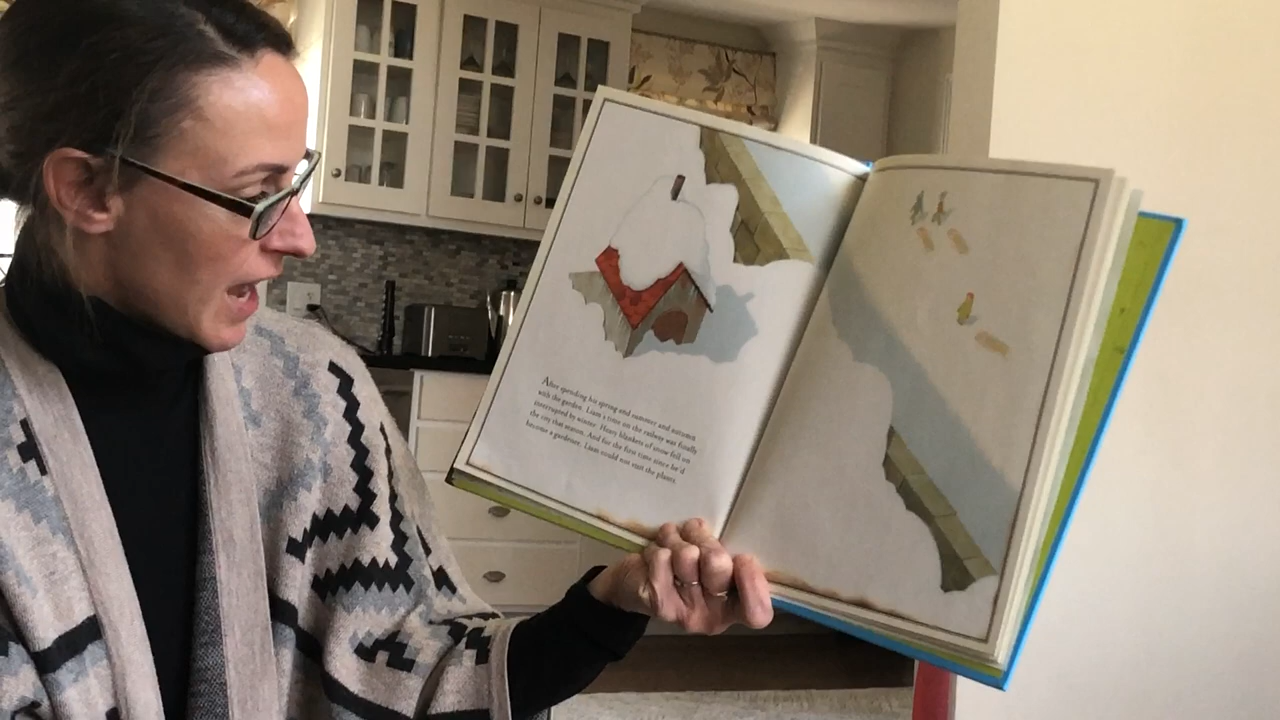 After spending his spring and summer and autumn
with the garden, Liam's time on the railway was finally
interrupted by winter. Heavy blankets of snow fell on
the city that season. And for the first time since he'd
become a gardener, Liam could not visit the plants.